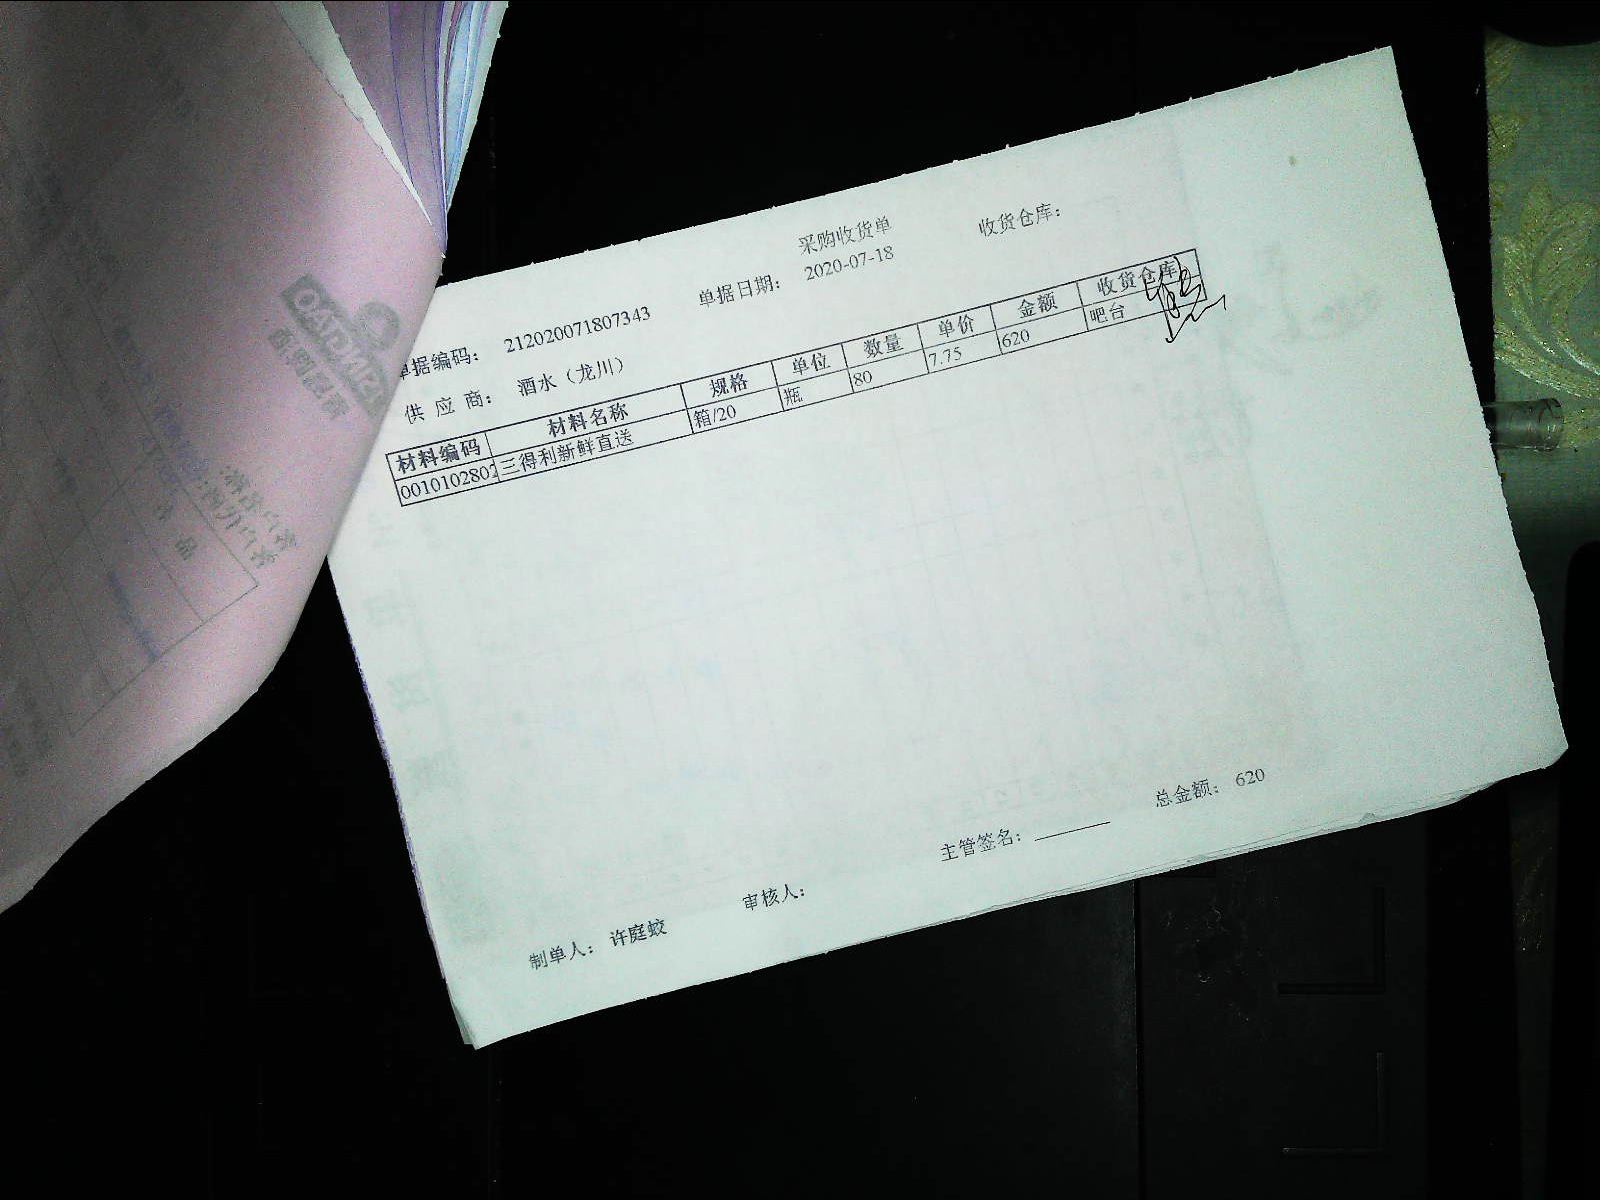 采购收货单
单据编码： 212020071807343 单据日期： 2020-07-18 收货仓库：
供 应 商： 酒水（龙川）
材料编码 材料名称 规格 单位 数量 单价 金额 收货仓库
0010102802 三得利新鲜直送 箱/20 瓶 80 7.75 620 吧台
主管签名： 总金额： 620
制单人： 许庭蛟 审核人：